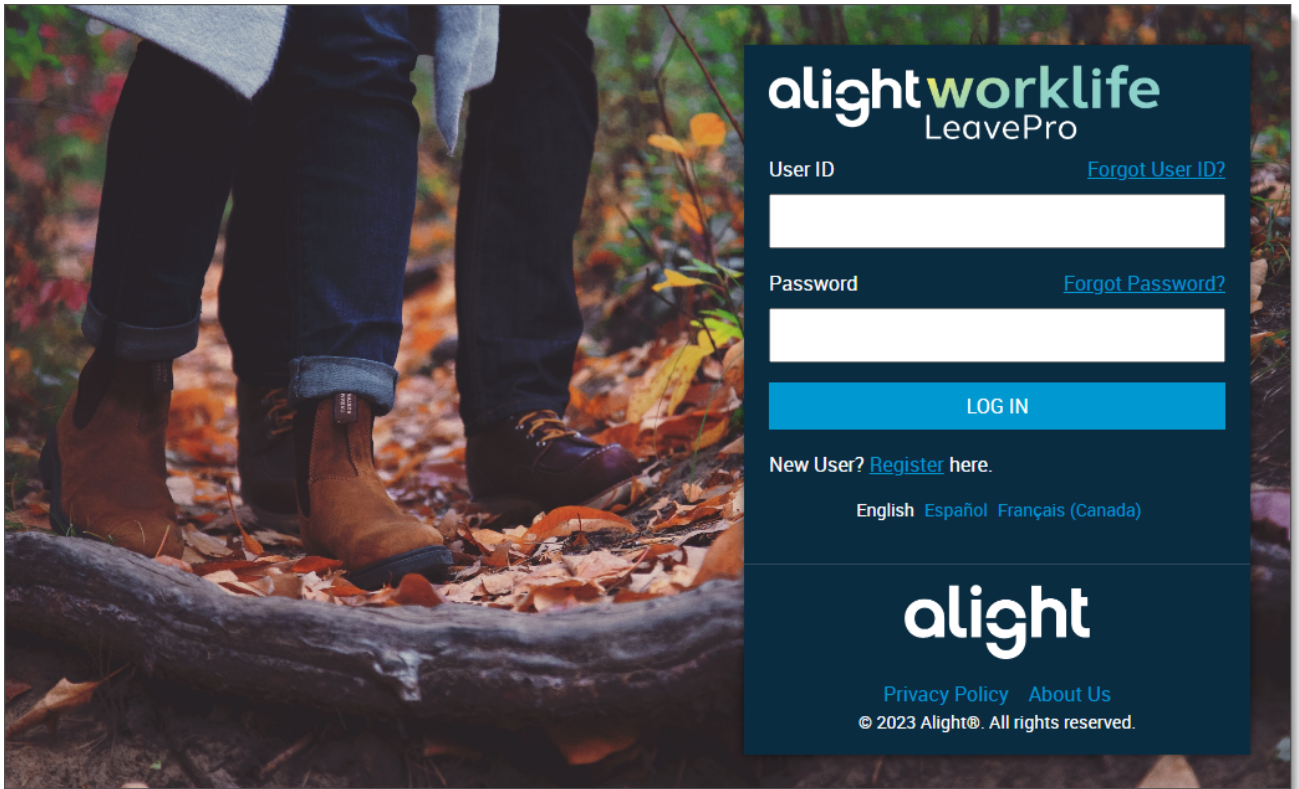 alight worklife
LeavePro
User ID Forgot User ID?
Password Forgot Password?
LOG IN
New User? Register here.
English Español Français (Canada)
alight
Privacy Policy About Us
© 2023 Alight®. All rights reserved.